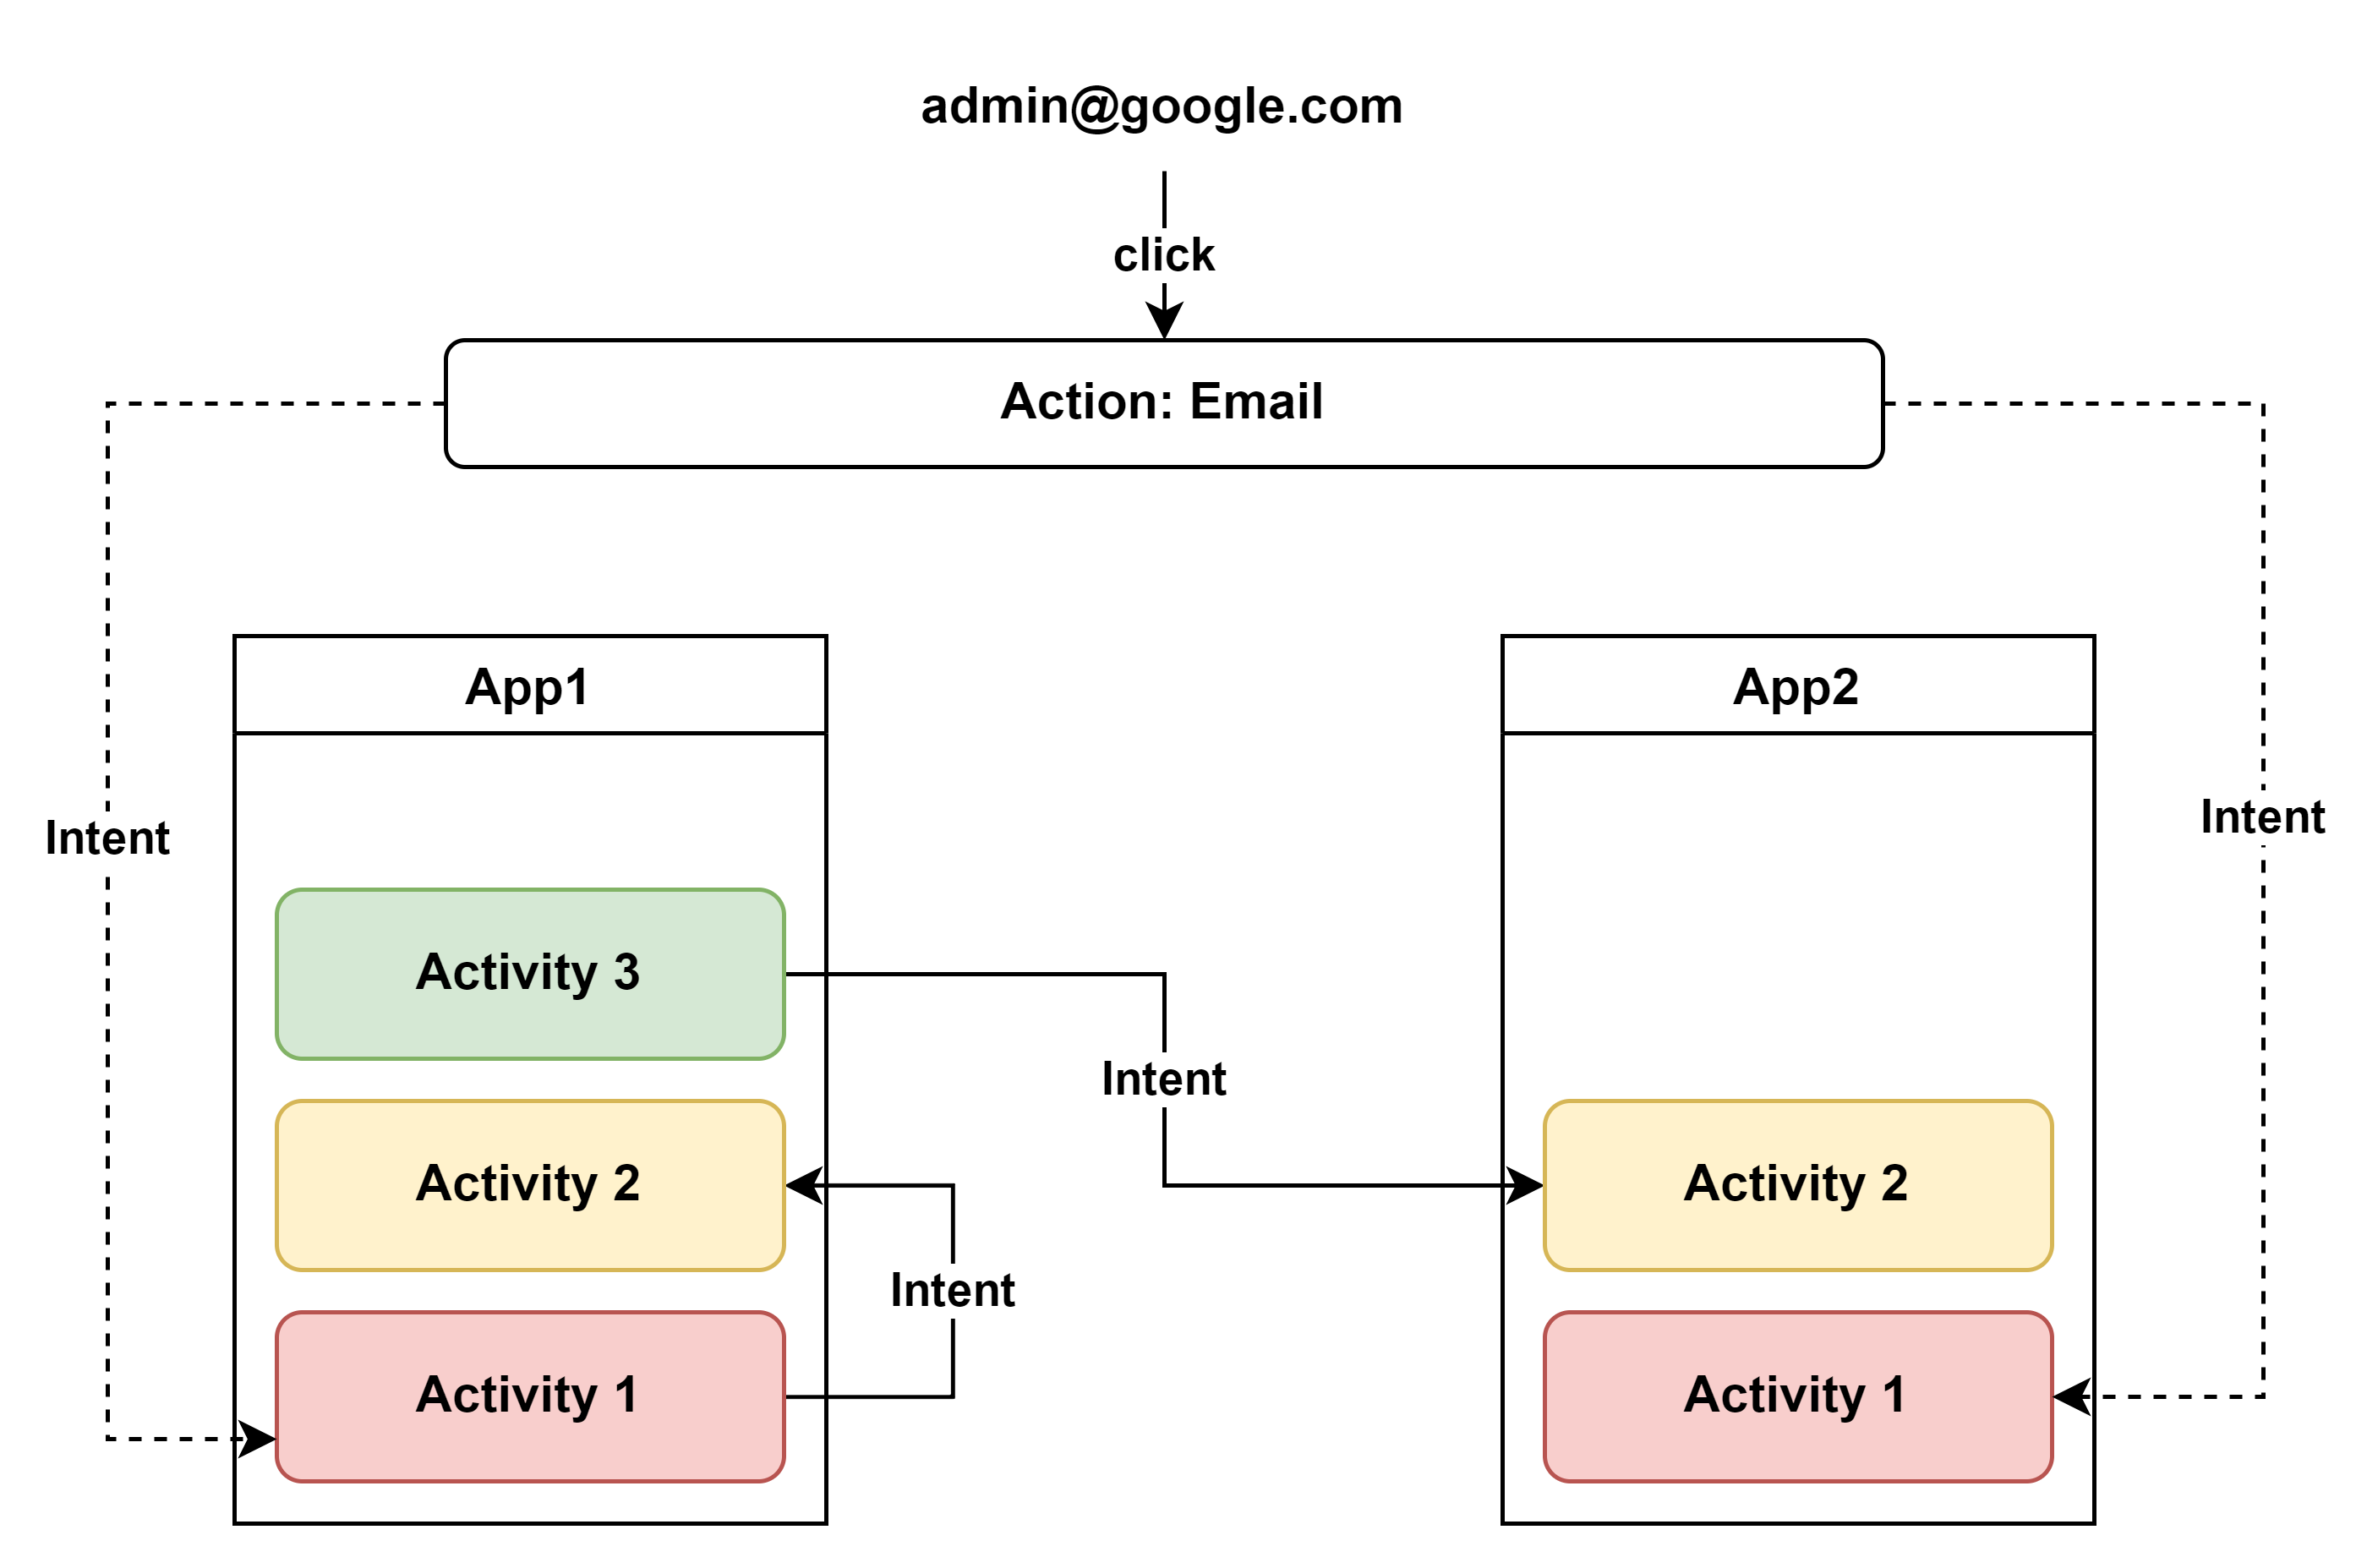 admin@google.com
click
Action: Email
App1
App2
Intent
Intent
Activity 3
Intent
Activity 2
Activity 2
Intent
Activity 1
Activity 1